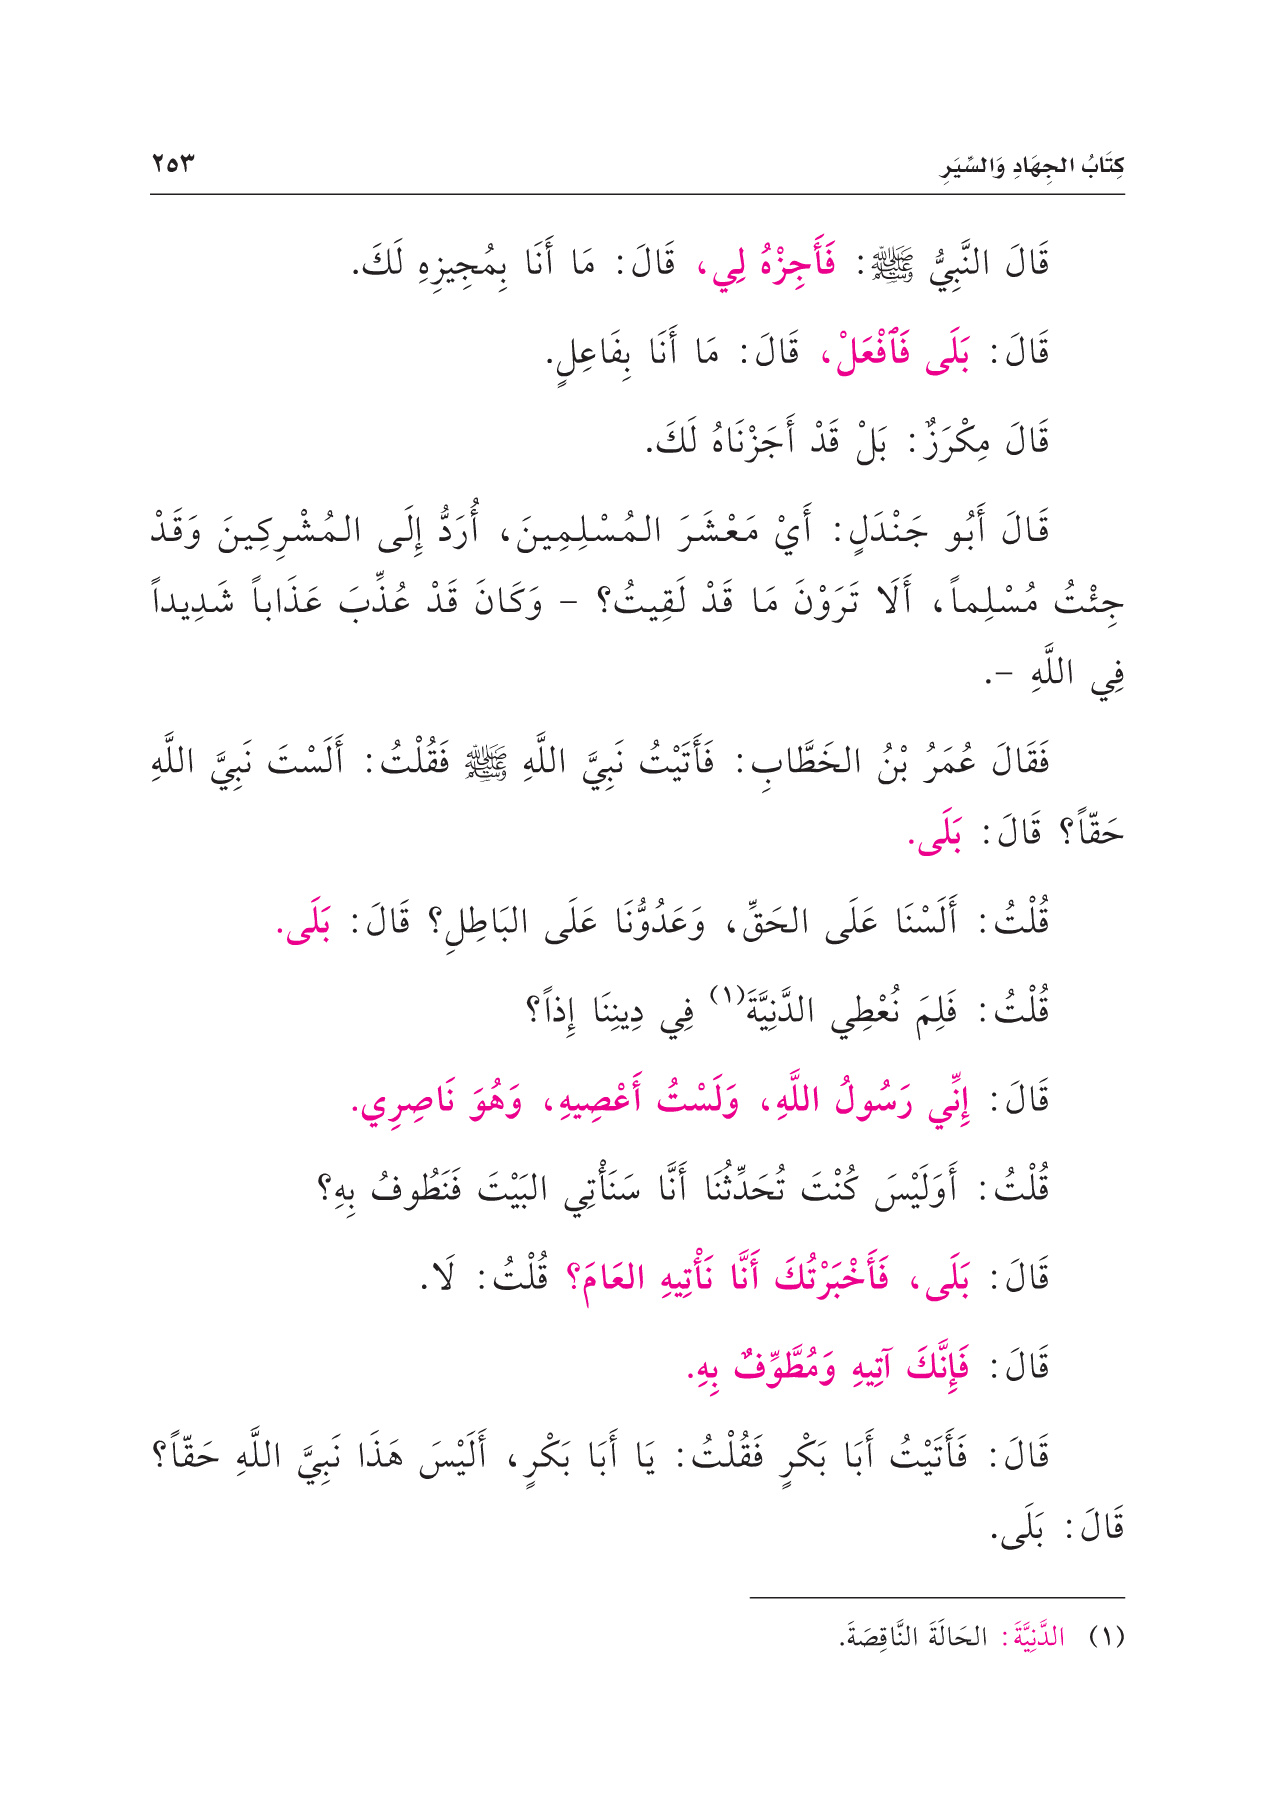 كِتَابُ الجِهَادِ وَالسِّيَرِ ٢٥٣
قَالَ النَّبِيُّ ﷺ: فَأَجِزْهُ لِي، قَالَ: مَا أَنَا بِمُجِيزِهِ لَكَ.
قَالَ: بَلَى فَٱفْعَلْ، قَالَ: مَا أَنَا بِفَاعِلٍ.
قَالَ مِكْرَزٌ: بَلْ قَدْ أَجَزْنَاهُ لَكَ.
قَالَ أَبُو جَنْدَلٍ: أَيْ مَعْشَرَ المُسْلِمِينَ، أُرَدُّ إِلَى المُشْرِكِينَ وَقَدْ
جِئْتُ مُسْلِماً، أَلَا تَرَوْنَ مَا قَدْ لَقِيتُ؟ - وَكَانَ قَدْ عُذِّبَ عَذَاباً شَدِيداً
فِي اللَّهِ -.
فَقَالَ عُمَرُ بْنُ الخَطَّابِ: فَأَتَيْتُ نَبِيَّ اللَّهِ ﷺ فَقُلْتُ: أَلَسْتَ نَبِيَّ اللَّهِ
حَقّاً؟ قَالَ: بَلَى.
قُلْتُ: أَلَسْنَا عَلَى الحَقِّ، وَعَدُوُّنَا عَلَى البَاطِلِ؟ قَالَ: بَلَى.
قُلْتُ: فَلِمَ نُعْطِي الدَّنِيَّةَ(١) فِي دِينِنَا إِذاً؟
قَالَ: إِنِّي رَسُولُ اللَّهِ، وَلَسْتُ أَعْصِيهِ، وَهُوَ نَاصِرِي.
قُلْتُ: أَوَلَيْسَ كُنْتَ تُحَدِّثُنَا أَنَّا سَنَأْتِي البَيْتَ فَنَطُوفُ بِهِ؟
قَالَ: بَلَى، فَأَخْبَرْتُكَ أَنَّا نَأْتِيهِ العَامَ؟ قُلْتُ: لَا.
قَالَ: فَإِنَّكَ آتِيهِ وَمُطَّوِّفٌ بِهِ.
قَالَ: فَأَتَيْتُ أَبَا بَكْرٍ فَقُلْتُ: يَا أَبَا بَكْرٍ، أَلَيْسَ هَذَا نَبِيَّ اللَّهِ حَقّاً؟
قَالَ: بَلَى.
(١) الدَّنِيَّةَ: الحَالَةَ النَّاقِصَةَ.